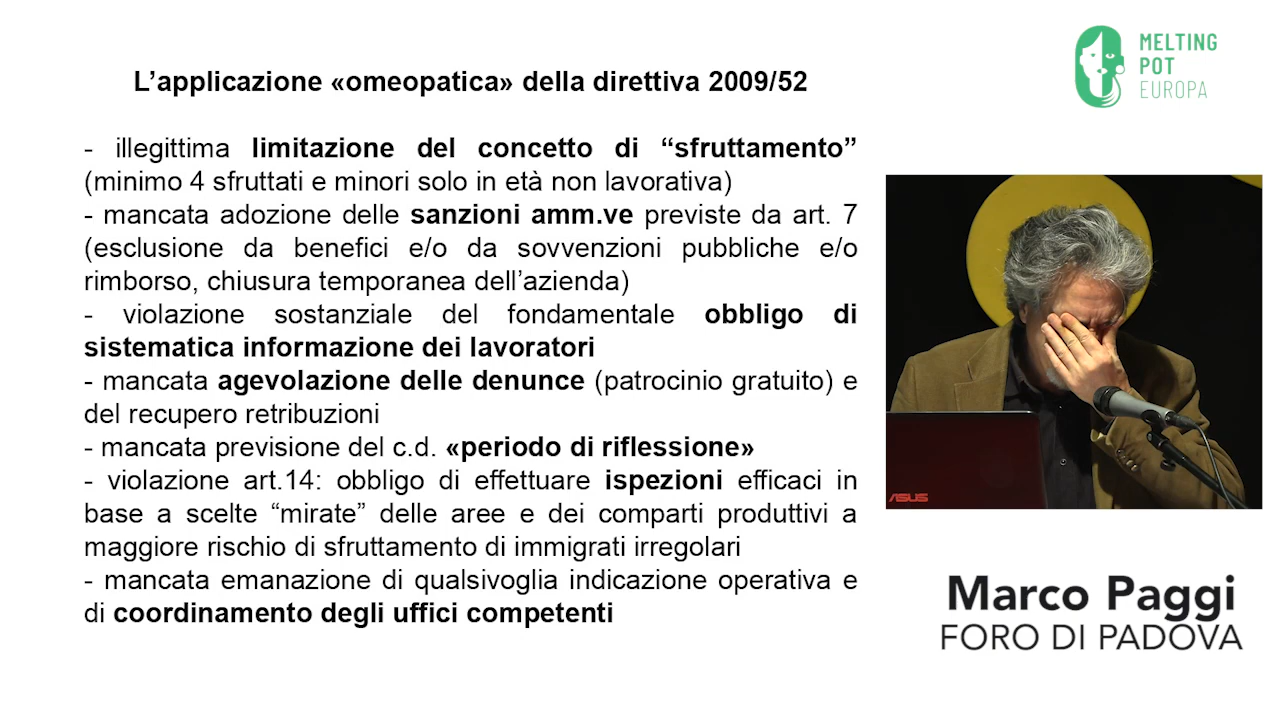 L’applicazione «omeopatica» della direttiva 2009/52
- illegittima limitazione del concetto di “sfruttamento”
(minimo 4 sfruttati e minori solo in età non lavorativa)
- mancata adozione delle sanzioni amm.ve previste da art. 7
(esclusione da benefici e/o da sovvenzioni pubbliche e/o
rimborso, chiusura temporanea dell’azienda)
- violazione sostanziale del fondamentale obbligo di
sistematica informazione dei lavoratori
- mancata agevolazione delle denunce (patrocinio gratuito) e
del recupero retribuzioni
- mancata previsione del c.d. «periodo di riflessione»
- violazione art.14: obbligo di effettuare ispezioni efficaci in
base a scelte “mirate” delle aree e dei comparti produttivi a
maggiore rischio di sfruttamento di immigrati irregolari
- mancata emanazione di qualsivoglia indicazione operativa e
di coordinamento degli uffici competenti
MELTING
POT
EUROPA
ASUS
Marco Paggi
FORO DI PADOVA